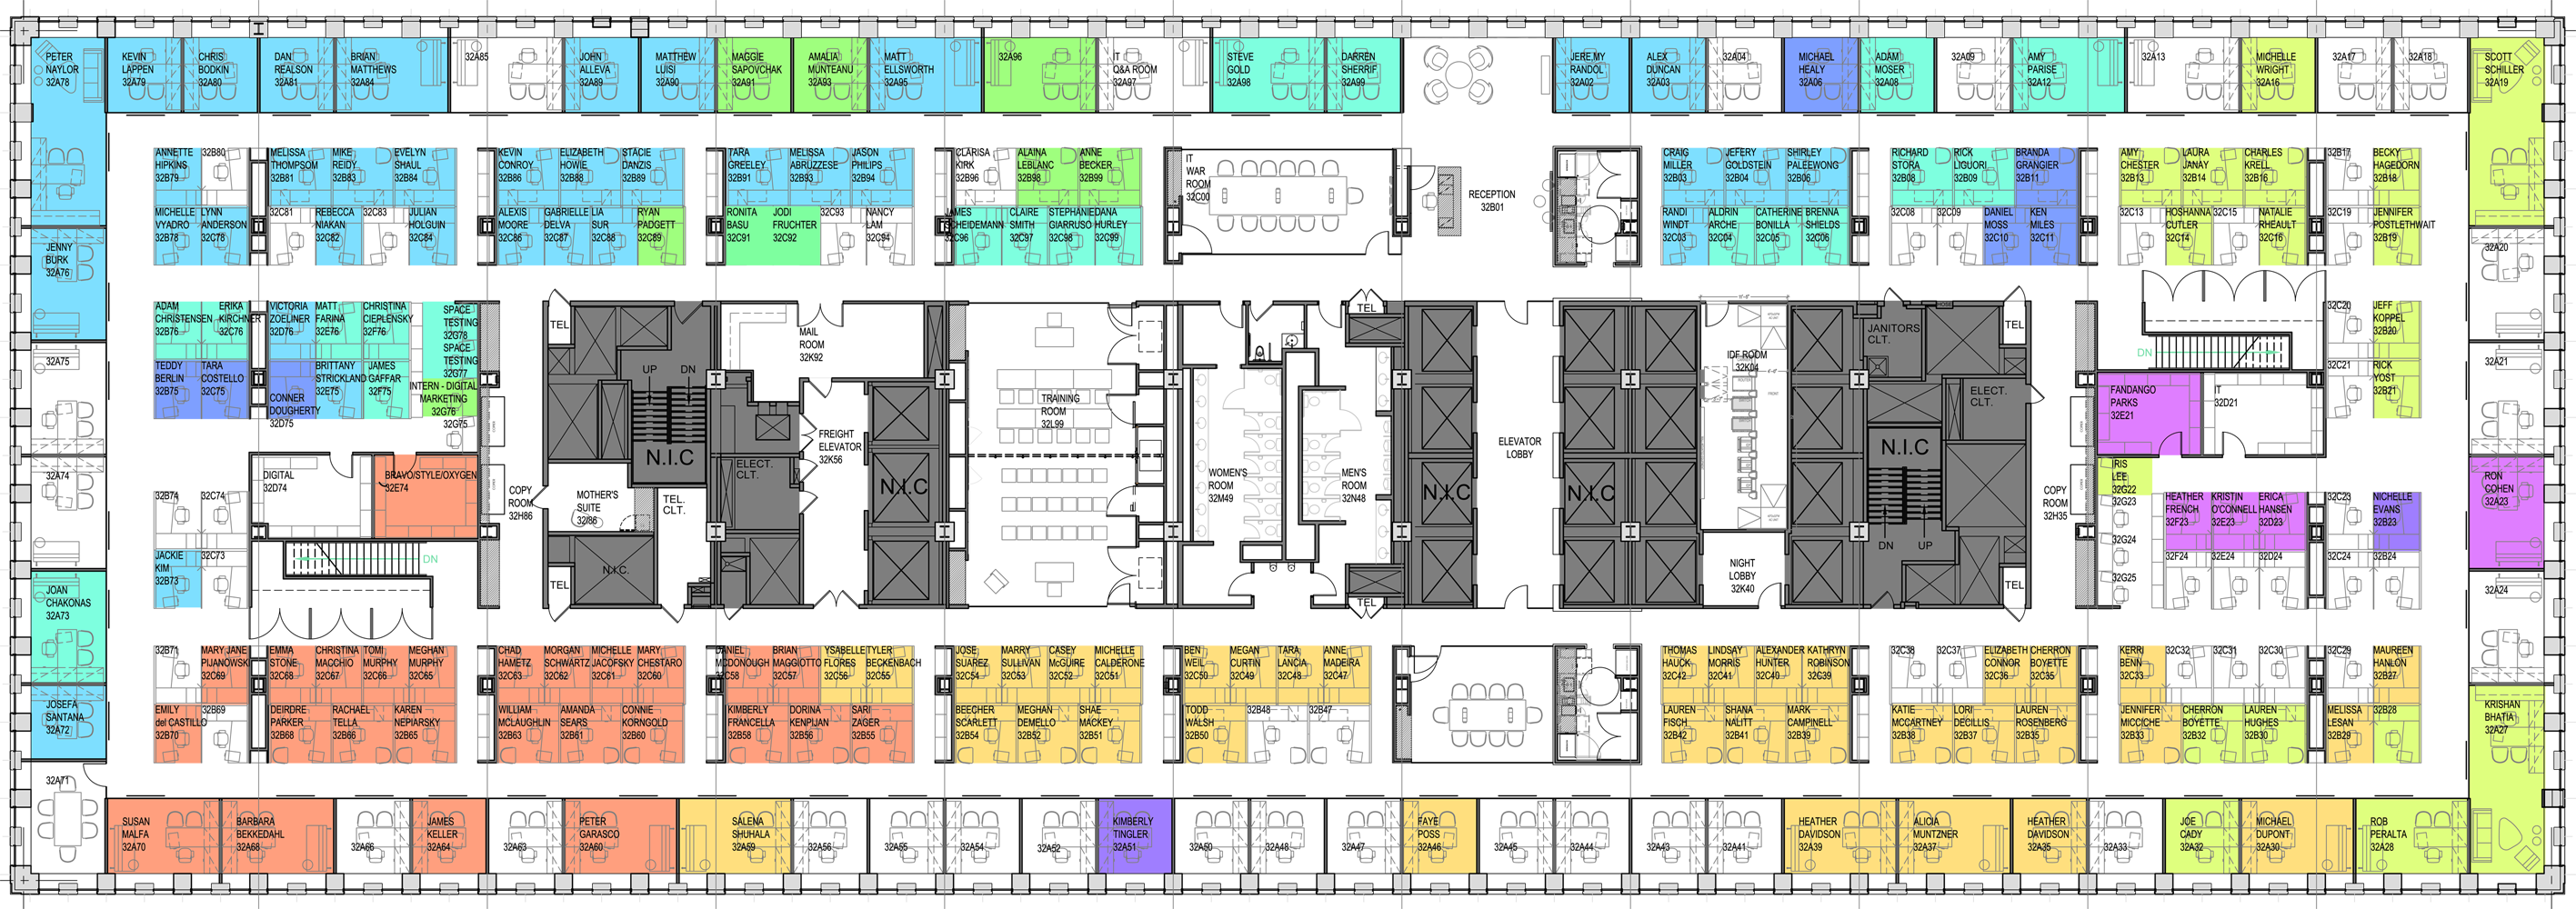 PETER
NAYLOR
32A78
KEVIN
LAPPEN
32A79
CHRIS
BODKIN
32A80
DAN
REALSON
32A81
BRIAN
MATTHEWS
32A84
32A85
JOHN
ALLEVA
32A89
MATTHEW
LUISI
32A90
MAGGIE
SAPOVCHAK
32A91
AMALIA
MUNTEANU
32A93
MATT
ELLSWORTH
32A95
32A96
IT
Q&A ROOM
32A97
STEVE
GOLD
32A98
DARREN
SHERRIF
32A99
JERE,MY
RANDOL
32A02
ALEX
DUNCAN
32A03
32A04
MICHAEL
HEALY
32A06
ADAM
MOSER
32A08
32A09
AMY
PARISE
32A12
32A13
MICHELLE
WRIGHT
32A16
32A17
32A18
SCOTT
SCHILLER
32A19
ANNETTE
HIPKINS
32B79
32B80
MELISSA
THOMPSOM
32B81
MIKE
REIDY
32B83
EVELYN
SHAUL
32B84
KEVIN
CONROY
32B86
ELIZABETH
HOWIE
32B88
STACIE
DANZIS
32B89
TARA
GREELEY
32B91
MELISSA
ABRUZZESE
32B93
JASON
PHILIPS
32B94
CLARISA
KIRK
32B96
ALAINA
LEBLANC
32B98
ANNE
BECKER
32B99
IT
WAR
ROOM
32C00
RECEPTION
32B01
CRAIG
MILLER
32B03
JEFERY
GOLDSTEIN
32B04
SHIRLEY
PALEEWONG
32B06
RICHARD
STORA
32B08
RICK
LIGUORI
32B09
BRANDA
GRANGIER
32B11
AMY
CHESTER
32B13
LAURA
JANAY
32B14
CHARLES
KRELL
32B16
32B17
BECKY
HAGEDORN
32B18
MICHELLE
VYADRO
32B78
LYNN
ANDERSON
32C78
32C81
REBECCA
NIAKAN
32C82
32C83
JULIAN
HOLGUIN
32C84
ALEXIS
MOORE
32C86
GABRIELLE
DELVA
32C87
LIA
SUR
32C88
RYAN
PADGETT
32C89
RONITA
BASU
32C91
JODI
FRUCHTER
32C92
32C93
NANCY
LAM
32C94
JAMES
SCHEIDEMANN
32C96
CLAIRE
SMITH
32C97
STEPHANIE
GIARRUSO
32C98
DANA
HURLEY
32C99
RANDI
WINDT
32C03
ALDRIN
ARCHE
32C04
CATHERINE
BONILLA
32C05
BRENNA
SHIELDS
32C06
32C08
32C09
DANIEL
MOSS
32C10
KEN
MILES
32C11
32C13
HOSHANNA
CUTLER
32C14
32C15
NATALIE
RHEAULT
32C16
32C19
JENNIFER
POSTLETHWAIT
32B19
JENNY
BURK
32A76
32A20
ADAM
CHRISTENSEN
32B76
ERIKA
KIRCHNER
32C76
VICTORIA
ZOELINER
32D76
MATT
FARINA
32E76
CHRISTINA
CIEPLENSKY
32F76
SPACE
TESTING
32G78
SPACE
TESTING
32G77
TEDDY
BERLIN
32B75
TARA
COSTELLO
32C75
CONNER
DOUGHERTY
32D75
BRITTANY
STRICKLAND
32E75
JAMES
GAFFAR
32F75
INTERN - DIGITAL
MARKETING
32G76
32G75
TEL
UP
DN
N.I.C
MAIL
ROOM
32K92
TRAINING
ROOM
32L99
FREIGHT
ELEVATOR
32K56
TEL
ELEVATOR
LOBBY
IDF ROOM
32K04
JANITORS
CLT.
TEL
ELECT.
CLT.
N.I.C
DN
32C20
JEFF
KOPPEL
32B20
32C21
RICK
YOST
32B21
32A21
FANDANGO
PARKS
32E21
IT
32D21
32A75
32A74
32B74
32C74
DIGITAL
32D74
BRAVO/STYLE/OXYGEN
32E74
COPY
ROOM
32H86
MOTHER'S
SUITE
32J86
TEL.
CLT.
ELECT.
CLT.
N.I.C
WOMEN'S
ROOM
32M49
MEN'S
ROOM
32N48
N.I.C
N.I.C
COPY
ROOM
32H35
IRIS
LEE
32G22
32G23
HEATHER
FRENCH
32F23
KRISTIN
O'CONNELL
32E23
ERICA
HANSEN
32D23
32C23
NICHELLE
EVANS
32B23
RON
COHEN
32A23
JACKIE
KIM
32B73
32C73
DN
TEL
N.I.C.
TEL
NIGHT
LOBBY
32K40
DN
UP
TEL
32G24
32G25
32F24
32E24
32D24
32C24
32B24
32A24
JOAN
CHAKONAS
32A73
JOSEFA
SANTANA
32A72
32A71
32B71
MARY JANE
PIJANOWSKI
32C69
EMMA
STONE
32C68
CHRISTINA
MACCHIO
32C67
TOMI
MURPHY
32C66
MEGHAN
MURPHY
32C65
CHAD
HAMETZ
32C63
MORGAN
SCHWARTZ
32C62
MICHELLE
JACOFSKY
32C61
MARY
CHESTARO
32C60
DANIEL
MCDONOUGH
32C58
BRIAN
MAGGIOTTO
32C57
YSABELLE
FLORES
32C56
TYLER
BECKENBACH
32C55
JOSE
SUAREZ
32C54
MARRY
SULLIVAN
32C53
CASEY
McGUIRE
32C52
MICHELLE
CALDERONE
32C51
BEN
WEIL
32C50
MEGAN
CURTIN
32C49
TARA
LANCIA
32C48
ANNE
MADEIRA
32C47
THOMAS
HAUCK
32C42
LINDSAY
MORRIS
32C41
ALEXANDER
HUNTER
32C40
KATHRYN
ROBINSON
32C39
32C38
32C37
ELIZABETH
CONNOR
32C36
CHERRON
BOYETTE
32C35
KERRI
BENN
32C33
32C32
32C31
32C30
32C29
MAUREEN
HANLON
32B27
EMILY
del CASTILLO
32B70
32B69
DEIRDRE
PARKER
32B68
RACHAEL
TELLA
32B66
KAREN
NEPIARSKY
32B65
WILLIAM
MCLAUGHLIN
32B63
AMANDA
SEARS
32B61
CONNIE
KORNGOLD
32B60
KIMBERLY
FRANCELLA
32B58
DORINA
KENPIJAN
32B56
SARI
ZAGER
32B55
BEECHER
SCARLETT
32B54
MEGHAN
DEMELLO
32B52
SHAE
MACKEY
32B51
TODD
WALSH
32B50
32B48
32B47
LAUREN
FISCH
32B42
SHANA
NALITT
32B41
MARK
CAMPINELL
32B39
KATIE
MCCARTNEY
32B38
LORI
DECILLIS
32B37
LAUREN
ROSENBERG
32B35
JENNIFER
MICCICHE
32B33
CHERRON
BOYETTE
32B32
LAUREN
HUGHES
32B30
MELISSA
LESAN
32B29
32B28
KRISHAN
BHATIA
32A27
SUSAN
MALFA
32A70
BARBARA
BEKKEDAHL
32A68
32A66
JAMES
KELLER
32A64
32A63
PETER
GARASCO
32A60
SALENA
SHUHALA
32A59
32A56
32A55
32A54
32A52
KIMBERLY
TINGLER
32A51
32A50
32A48
32A47
FAYE
POSS
32A46
32A45
32A44
32A43
32A41
HEATHER
DAVIDSON
32A39
ALICIA
MUNTZNER
32A37
HEATHER
DAVIDSON
32A35
32A33
JOE
CADY
32A32
MICHAEL
DUPONT
32A30
ROB
PERALTA
32A28